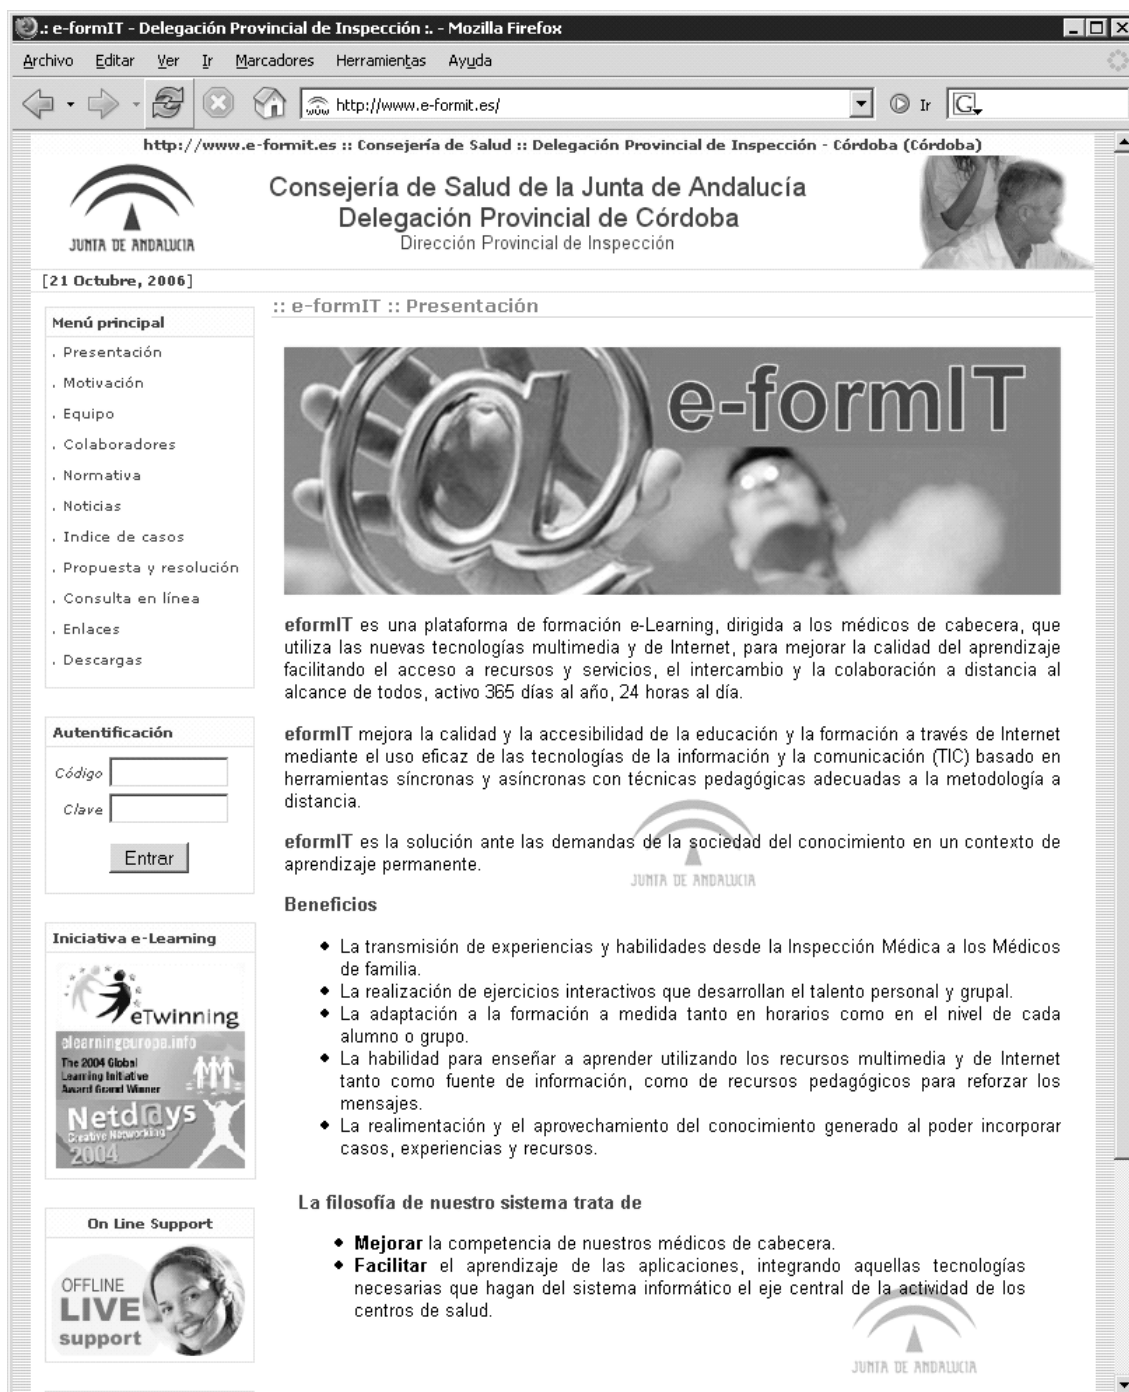 .: e-formIT - Delegación Provincial de Inspección :. - Mozilla Firefox
Archivo Editar Ver Ir Marcadores Herramientas Ayuda
http://www.e-formit.es/ Ir G
http://www.e-formit.es :: Consejería de Salud :: Delegación Provincial de Inspección - Córdoba (Córdoba)
JUNTA DE ANDALUCIA
Consejería de Salud de la Junta de Andalucía
Delegación Provincial de Córdoba
Dirección Provincial de Inspección
[21 Octubre, 2006]
Menú principal
. Presentación
. Motivación
. Equipo
. Colaboradores
. Normativa
. Noticias
. Indice de casos
. Propuesta y resolución
. Consulta en línea
. Enlaces
. Descargas
Autentificación
Código
Clave
Entrar
Iniciativa e-Learning
eTwinning
elearningeuropa.info
The 2004 Global
Learning Initiative
Award Grand Winner
Netd@ys
Creative Networking
2004
On Line Support
OFFLINE
LIVE
support
:: e-formIT :: Presentación
e-formIT
eformIT es una plataforma de formación e-Learning, dirigida a los médicos de cabecera, que
utiliza las nuevas tecnologías multimedia y de Internet, para mejorar la calidad del aprendizaje
facilitando el acceso a recursos y servicios, el intercambio y la colaboración a distancia al
alcance de todos, activo 365 días al año, 24 horas al día.
eformIT mejora la calidad y la accesibilidad de la educación y la formación a través de Internet
mediante el uso eficaz de las tecnologías de la información y la comunicación (TIC) basado en
herramientas síncronas y asíncronas con técnicas pedagógicas adecuadas a la metodología a
distancia.
eformIT es la solución ante las demandas de la sociedad del conocimiento en un contexto de
aprendizaje permanente.
JUNTA DE ANDALUCIA
Beneficios
◆ La transmisión de experiencias y habilidades desde la Inspección Médica a los Médicos
de familia.
◆ La realización de ejercicios interactivos que desarrollan el talento personal y grupal.
◆ La adaptación a la formación a medida tanto en horarios como en el nivel de cada
alumno o grupo.
◆ La habilidad para enseñar a aprender utilizando los recursos multimedia y de Internet
tanto como fuente de información, como de recursos pedagógicos para reforzar los
mensajes.
◆ La realimentación y el aprovechamiento del conocimiento generado al poder incorporar
casos, experiencias y recursos.
La filosofía de nuestro sistema trata de
◆ Mejorar la competencia de nuestros médicos de cabecera.
◆ Facilitar el aprendizaje de las aplicaciones, integrando aquellas tecnologías
necesarias que hagan del sistema informático el eje central de la actividad de los
centros de salud.
JUNTA DE ANDALUCIA